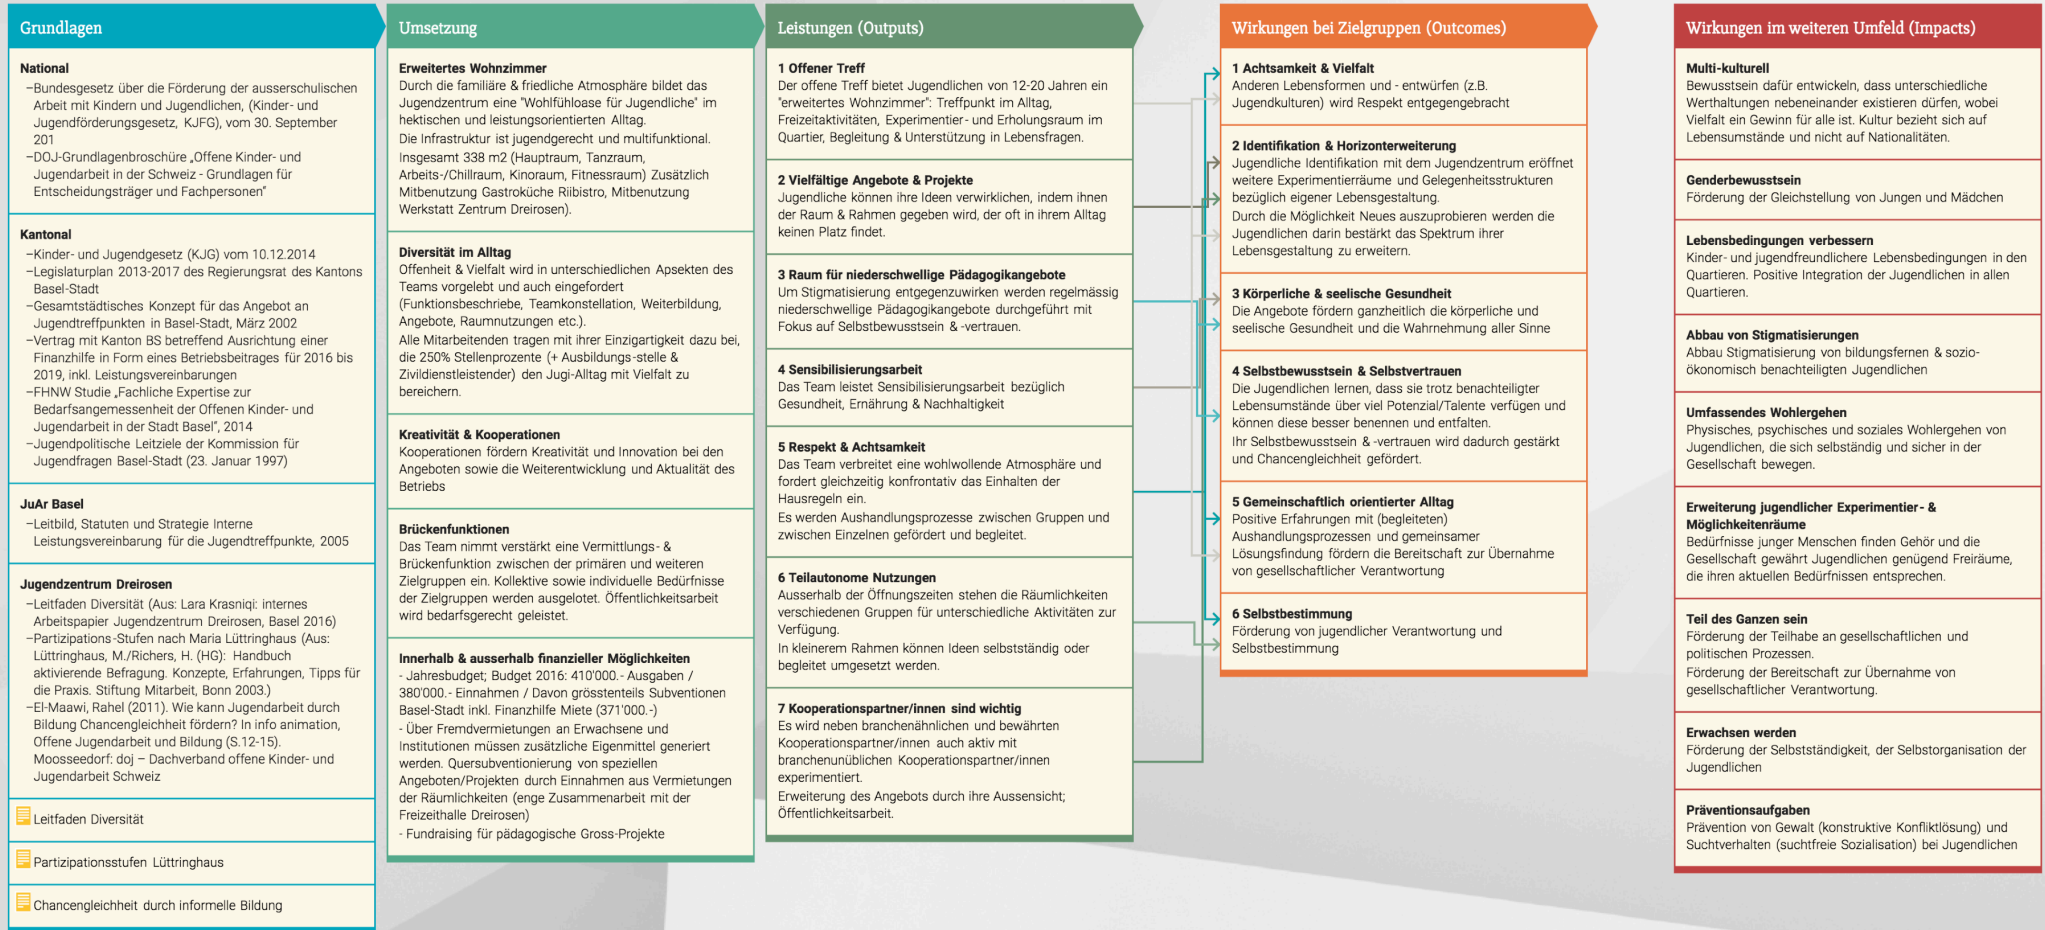 Grundlagen
National
–Bundesgesetz über die Förderung der ausserschulischen
Arbeit mit Kindern und Jugendlichen, (Kinder- und
Jugendförderungsgesetz, KJFG), vom 30. September
201
–DOJ-Grundlagenbroschüre „Offene Kinder- und
Jugendarbeit in der Schweiz - Grundlagen für
Entscheidungsträger und Fachpersonen"
Kantonal
–Kinder- und Jugendgesetz (KJG) vom 10.12.2014
–Legislaturplan 2013-2017 des Regierungsrat des Kantons
Basel-Stadt
–Gesamtstädtisches Konzept für das Angebot an
Jugendtreffpunkten in Basel-Stadt, März 2002
–Vertrag mit Kanton BS betreffend Ausrichtung einer
Finanzhilfe in Form eines Betriebsbeitrages für 2016 bis
2019, inkl. Leistungsvereinbarungen
–FHNW Studie „Fachliche Expertise zur
Bedarfsangemessenheit der Offenen Kinder- und
Jugendarbeit in der Stadt Basel", 2014
–Jugendpolitische Leitziele der Kommission für
Jugendfragen Basel-Stadt (23. Januar 1997)
JuAr Basel
–Leitbild, Statuten und Strategie Interne
Leistungsvereinbarung für die Jugendtreffpunkte, 2005
Jugendzentrum Dreirosen
–Leitfaden Diversität (Aus: Lara Krasniqi: internes
Arbeitspapier Jugendzentrum Dreirosen, Basel 2016)
–Partizipations-Stufen nach Maria Lüttringhaus (Aus:
Lüttringhaus, M./Richers, H. (HG): Handbuch
aktivierende Befragung. Konzepte, Erfahrungen, Tipps für
die Praxis. Stiftung Mitarbeit, Bonn 2003.)
–El-Maawi, Rahel (2011). Wie kann Jugendarbeit durch
Bildung Chancengleichheit fördern? In info animation,
Offene Jugendarbeit und Bildung (S.12-15).
Moosseedorf: doj – Dachverband offene Kinder- und
Jugendarbeit Schweiz
Leitfaden Diversität
Partizipationsstufen Lüttringhaus
Chancengleichheit durch informelle Bildung
Umsetzung
Erweitertes Wohnzimmer
Durch die familiäre & friedliche Atmosphäre bildet das
Jugendzentrum eine "Wohlfühloase für Jugendliche" im
hektischen und leistungsorientierten Alltag.
Die Infrastruktur ist jugendgerecht und multifunktional.
Insgesamt 338 m2 (Hauptraum, Tanzraum,
Arbeits-/Chillraum, Kinoraum, Fitnessraum) Zusätzlich
Mitbenutzung Gastroküche Riibistro, Mitbenutzung
Werkstatt Zentrum Dreirosen).
Diversität im Alltag
Offenheit & Vielfalt wird in unterschiedlichen Apsekten des
Teams vorgelebt und auch eingefordert
(Funktionsbeschriebe, Teamkonstellation, Weiterbildung,
Angebote, Raumnutzungen etc.).
Alle Mitarbeitenden tragen mit ihrer Einzigartigkeit dazu bei,
die 250% Stellenprozente (+ Ausbildungs-stelle &
Zivildienstleistender) den Jugi-Alltag mit Vielfalt zu
bereichern.
Kreativität & Kooperationen
Kooperationen fördern Kreativität und Innovation bei den
Angeboten sowie die Weiterentwicklung und Aktualität des
Betriebs
Brückenfunktionen
Das Team nimmt verstärkt eine Vermittlungs- &
Brückenfunktion zwischen der primären und weiteren
Zielgruppen ein. Kollektive sowie individuelle Bedürfnisse
der Zielgruppen werden ausgelotet. Öffentlichkeitsarbeit
wird bedarfsgerecht geleistet.
Innerhalb & ausserhalb finanzieller Möglichkeiten
- Jahresbudget; Budget 2016: 410'000.- Ausgaben /
380'000.- Einnahmen / Davon grösstenteils Subventionen
Basel-Stadt inkl. Finanzhilfe Miete (371'000.-)
- Über Fremdvermietungen an Erwachsene und
Institutionen müssen zusätzliche Eigenmittel generiert
werden. Quersubventionierung von speziellen
Angeboten/Projekten durch Einnahmen aus Vermietungen
der Räumlichkeiten (enge Zusammenarbeit mit der
Freizeithalle Dreirosen)
- Fundraising für pädagogische Gross-Projekte
Leistungen (Outputs)
1 Offener Treff
Der offene Treff bietet Jugendlichen von 12-20 Jahren ein
"erweitertes Wohnzimmer": Treffpunkt im Alltag,
Freizeitaktivitäten, Experimentier- und Erholungsraum im
Quartier, Begleitung & Unterstützung in Lebensfragen.
2 Vielfältige Angebote & Projekte
Jugendliche können ihre Ideen verwirklichen, indem ihnen
der Raum & Rahmen gegeben wird, der oft in ihrem Alltag
keinen Platz findet.
3 Raum für niederschwellige Pädagogikangebote
Um Stigmatisierung entgegenzuwirken werden regelmässig
niederschwellige Pädagogikangebote durchgeführt mit
Fokus auf Selbstbewusstsein & -vertrauen.
4 Sensibilisierungsarbeit
Das Team leistet Sensibilisierungsarbeit bezüglich
Gesundheit, Ernährung & Nachhaltigkeit
5 Respekt & Achtsamkeit
Das Team verbreitet eine wohlwollende Atmosphäre und
fordert gleichzeitig konfrontativ das Einhalten der
Hausregeln ein.
Es werden Aushandlungsprozesse zwischen Gruppen und
zwischen Einzelnen gefördert und begleitet.
6 Teilautonome Nutzungen
Ausserhalb der Öffnungszeiten stehen die Räumlichkeiten
verschiedenen Gruppen für unterschiedliche Aktivitäten zur
Verfügung.
In kleinerem Rahmen können Ideen selbstständig oder
begleitet umgesetzt werden.
7 Kooperationspartner/innen sind wichtig
Es wird neben branchenähnlichen und bewährten
Kooperationspartner/innen auch aktiv mit
branchenunüblichen Kooperationspartner/innen
experimentiert.
Erweiterung des Angebots durch ihre Aussensicht;
Öffentlichkeitsarbeit.
Wirkungen bei Zielgruppen (Outcomes)
1 Achtsamkeit & Vielfalt
Anderen Lebensformen und - entwürfen (z.B.
Jugendkulturen) wird Respekt entgegengebracht
2 Identifikation & Horizonterweiterung
Jugendliche Identifikation mit dem Jugendzentrum eröffnet
weitere Experimentierräume und Gelegenheitsstrukturen
bezüglich eigener Lebensgestaltung.
Durch die Möglichkeit Neues auszuprobieren werden die
Jugendlichen darin bestärkt das Spektrum ihrer
Lebensgestaltung zu erweitern.
3 Körperliche & seelische Gesundheit
Die Angebote fördern ganzheitlich die körperliche und
seelische Gesundheit und die Wahrnehmung aller Sinne
4 Selbstbewusstsein & Selbstvertrauen
Die Jugendlichen lernen, dass sie trotz benachteiligter
Lebensumstände über viel Potenzial/Talente verfügen und
können diese besser benennen und entfalten.
Ihr Selbstbewusstsein & -vertrauen wird dadurch gestärkt
und Chancengleichheit gefördert.
5 Gemeinschaftlich orientierter Alltag
Positive Erfahrungen mit (begleiteten)
Aushandlungsprozessen und gemeinsamer
Lösungsfindung fördern die Bereitschaft zur Übernahme
von gesellschaftlicher Verantwortung
6 Selbstbestimmung
Förderung von jugendlicher Verantwortung und
Selbstbestimmung
Wirkungen im weiteren Umfeld (Impacts)
Multi-kulturell
Bewusstsein dafür entwickeln, dass unterschiedliche
Werthaltungen nebeneinander existieren dürfen, wobei
Vielfalt ein Gewinn für alle ist. Kultur bezieht sich auf
Lebensumstände und nicht auf Nationalitäten.
Genderbewusstsein
Förderung der Gleichstellung von Jungen und Mädchen
Lebensbedingungen verbessern
Kinder- und jugendfreundlichere Lebensbedingungen in den
Quartieren. Positive Integration der Jugendlichen in allen
Quartieren.
Abbau von Stigmatisierungen
Abbau Stigmatisierung von bildungsfernen & sozio-
ökonomisch benachteiligten Jugendlichen
Umfassendes Wohlergehen
Physisches, psychisches und soziales Wohlergehen von
Jugendlichen, die sich selbständig und sicher in der
Gesellschaft bewegen.
Erweiterung jugendlicher Experimentier- &
Möglichkeitenräume
Bedürfnisse junger Menschen finden Gehör und die
Gesellschaft gewährt Jugendlichen genügend Freiräume,
die ihren aktuellen Bedürfnissen entsprechen.
Teil des Ganzen sein
Förderung der Teilhabe an gesellschaftlichen und
politischen Prozessen.
Förderung der Bereitschaft zur Übernahme von
gesellschaftlicher Verantwortung.
Erwachsen werden
Förderung der Selbstständigkeit, der Selbstorganisation der
Jugendlichen
Präventionsaufgaben
Prävention von Gewalt (konstruktive Konfliktlösung) und
Suchtverhalten (suchtfreie Sozialisation) bei Jugendlichen